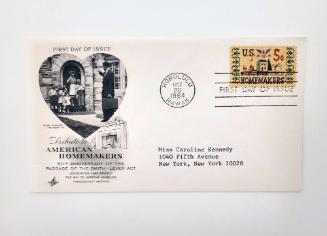 FIRST DAY OF ISSUE
U.S. 5¢
HOMEMAKERS
HONOLULU
OCT
26
1964
HAWAII
FIRST DAY OF ISSUE
Tribute to
AMERICAN
HOMEMAKERS
50TH ANNIVERSARY OF THE
PASSAGE OF THE SMITH-LEVER ACT
Miss Caroline Kennedy
1040 Fifth Avenue
New York, New York 10028